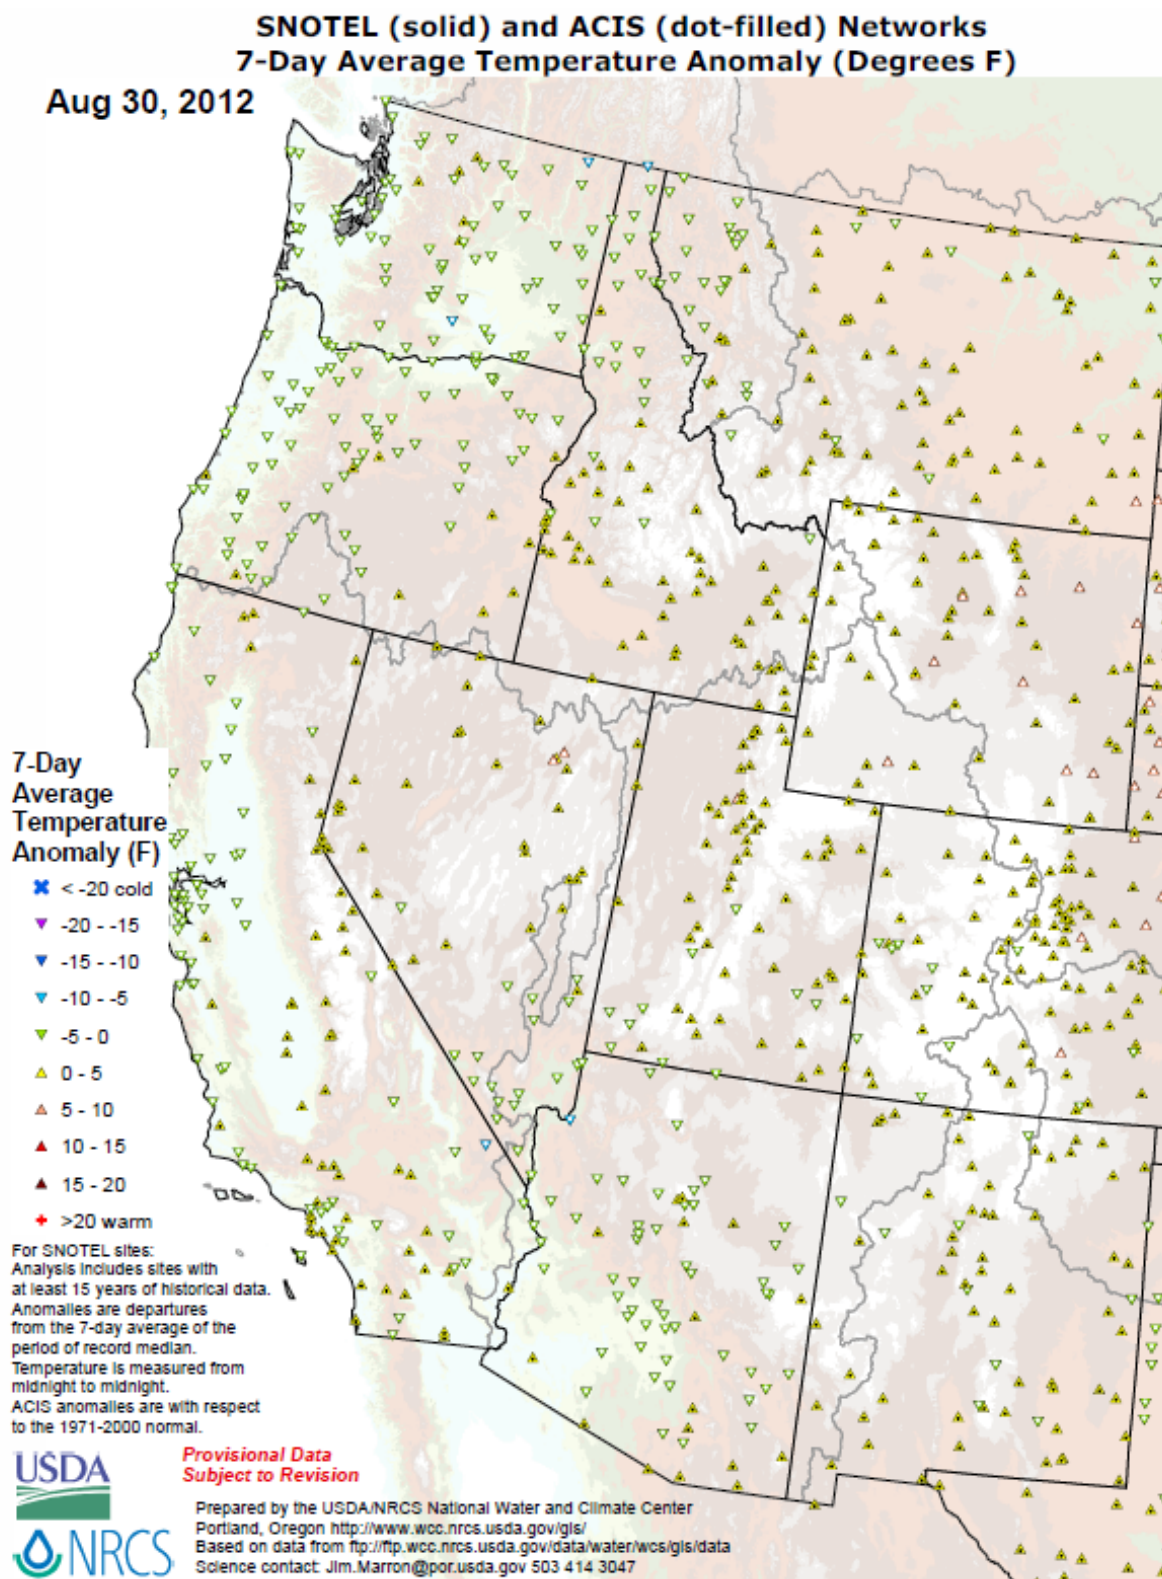 SNOTEL (solid) and ACIS (dot-filled) Networks
7-Day Average Temperature Anomaly (Degrees F)
Aug 30, 2012
7-Day
Average
Temperature
Anomaly (F)
< -20 cold
-20 - -15
-15 - -10
-10 - -5
-5 - 0
0 - 5
5 - 10
10 - 15
15 - 20
>20 warm
For SNOTEL sites:
Analysis includes sites with
at least 15 years of historical data.
Anomalies are departures
from the 7-day average of the
period of record median.
Temperature is measured from
midnight to midnight.
ACIS anomalies are with respect
to the 1971-2000 normal.
USDA
NRCS
Provisional Data
Subject to Revision
Prepared by the USDA/NRCS National Water and Climate Center
Portland, Oregon http://www.wcc.nrcs.usda.gov/gis/
Based on data from ftp://ftp.wcc.nrcs.usda.gov/data/water/wcs/gis/data
Science contact: Jim.Marron@por.usda.gov 503 414 3047